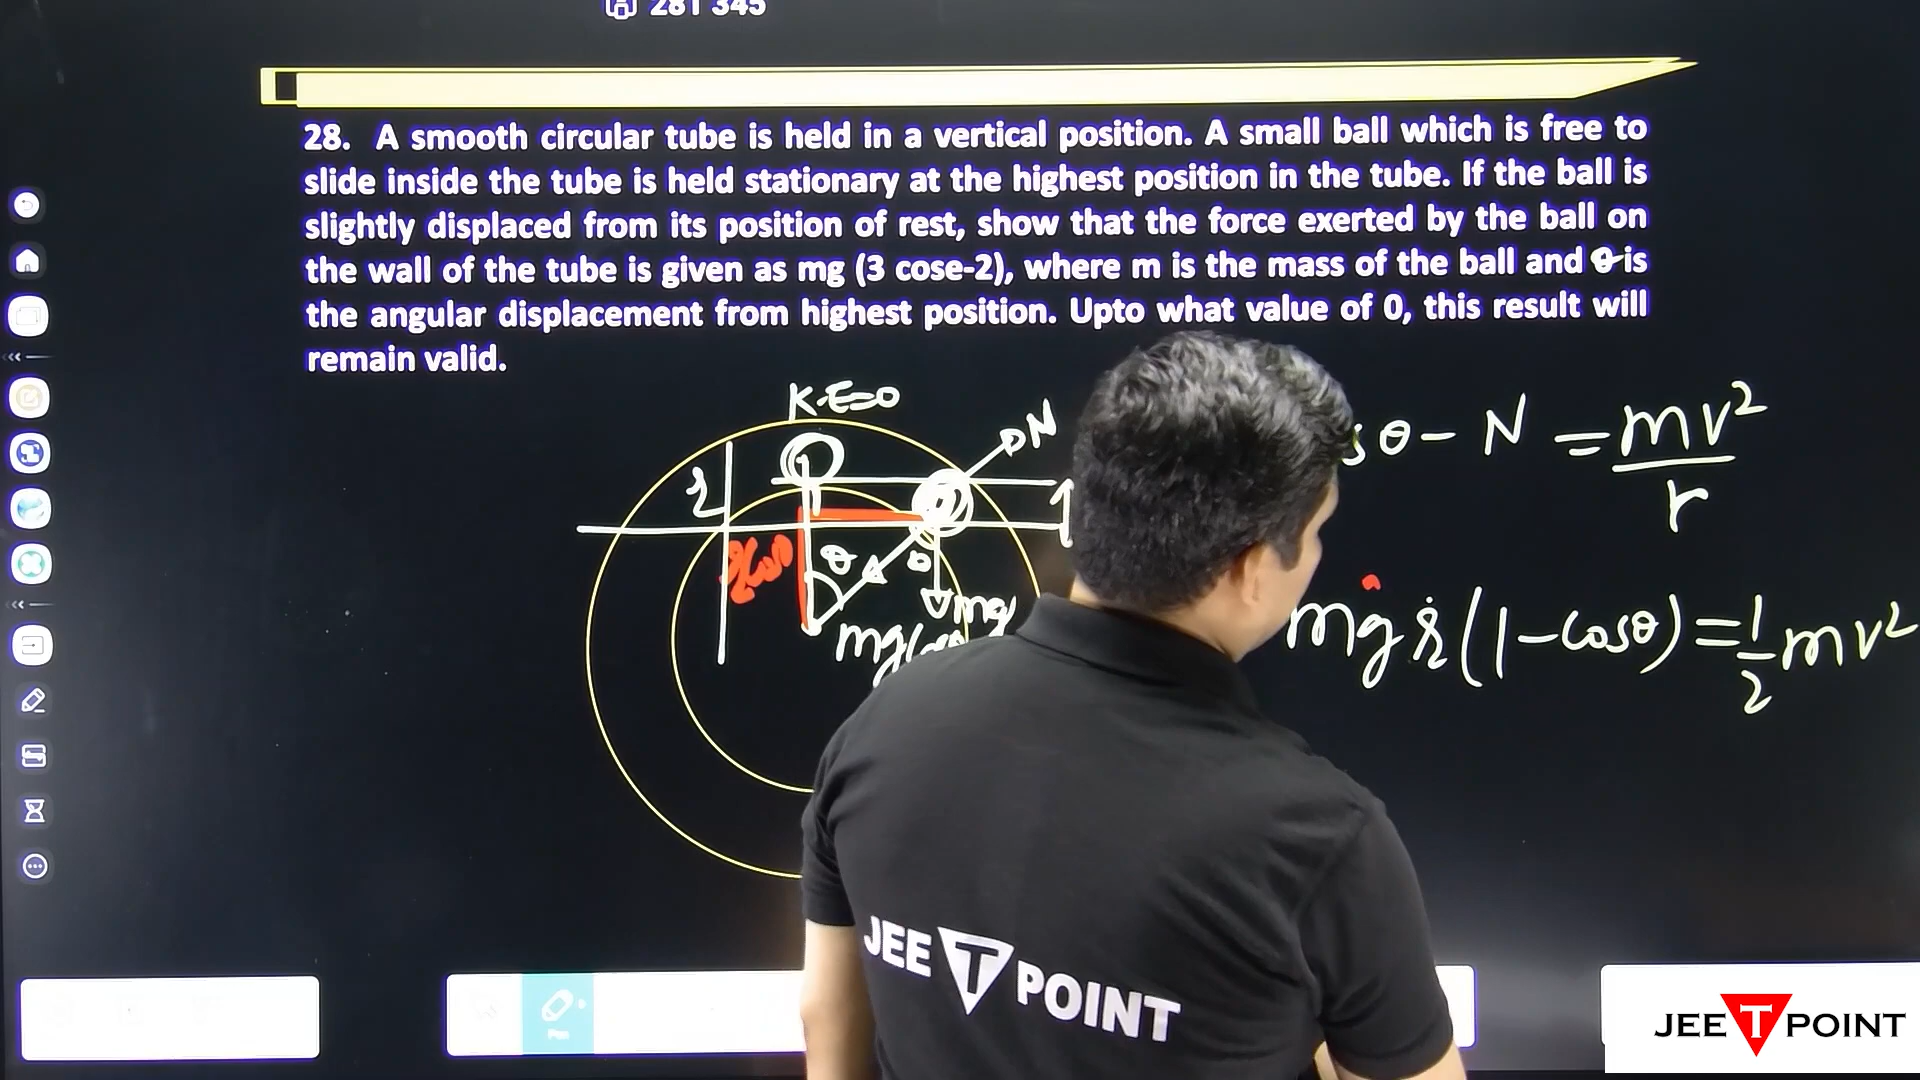 281 345
28. A smooth circular tube is held in a vertical position. A small ball which is free to
slide inside the tube is held stationary at the highest position in the tube. If the ball is
slightly displaced from its position of rest, show that the force exerted by the ball on
the wall of the tube is given as mg (3 cose-2), where m is the mass of the ball and θ is
the angular displacement from highest position. Upto what value of 0, this result will
remain valid.
K.E=0
N
r
θ
θ
mg
mg
sθ - N = mv²/r
mgr(1-cosθ) = 1/2 mv²
Pen
JEE T POINT
JEE T POINT